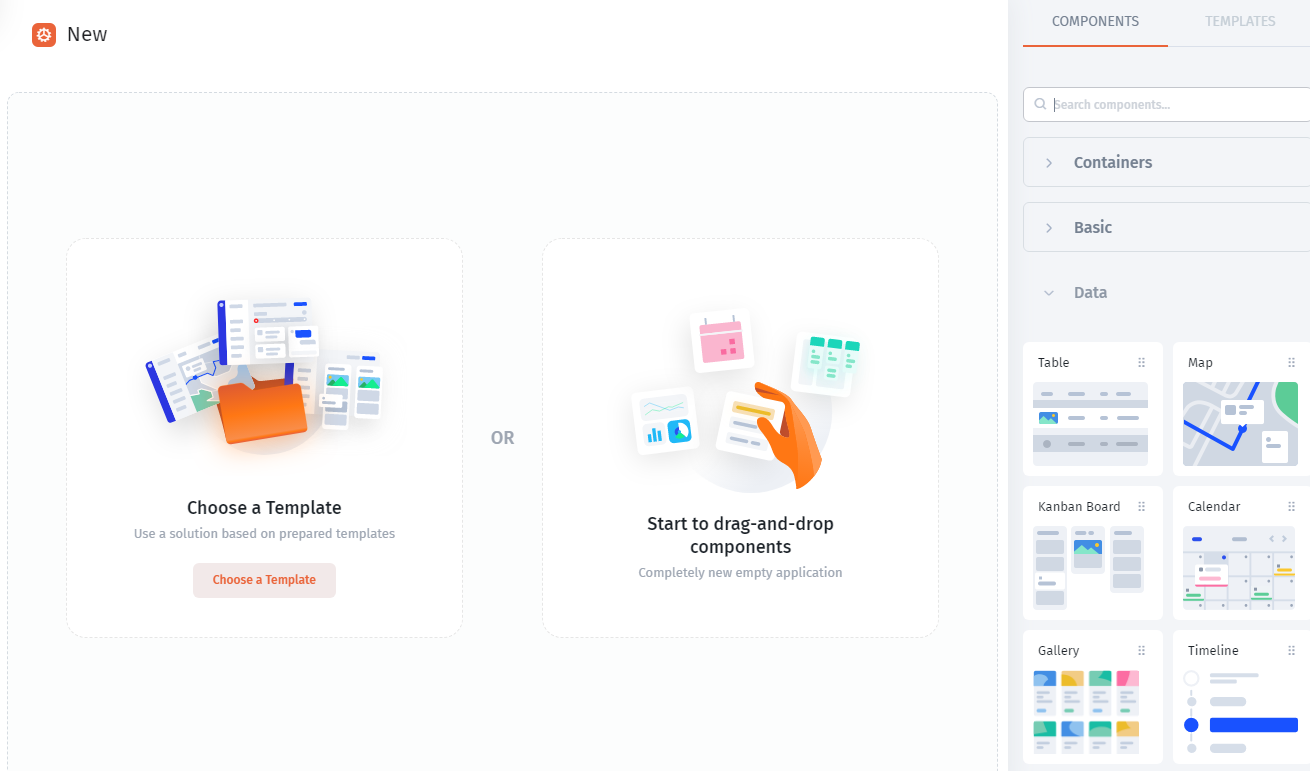 New
COMPONENTS
TEMPLATES
Search components...
Containers
Basic
Data
Table
Map
Kanban Board
Calendar
Gallery
Timeline
Choose a Template
Use a solution based on prepared templates
Choose a Template
OR
Start to drag-and-drop
components
Completely new empty application